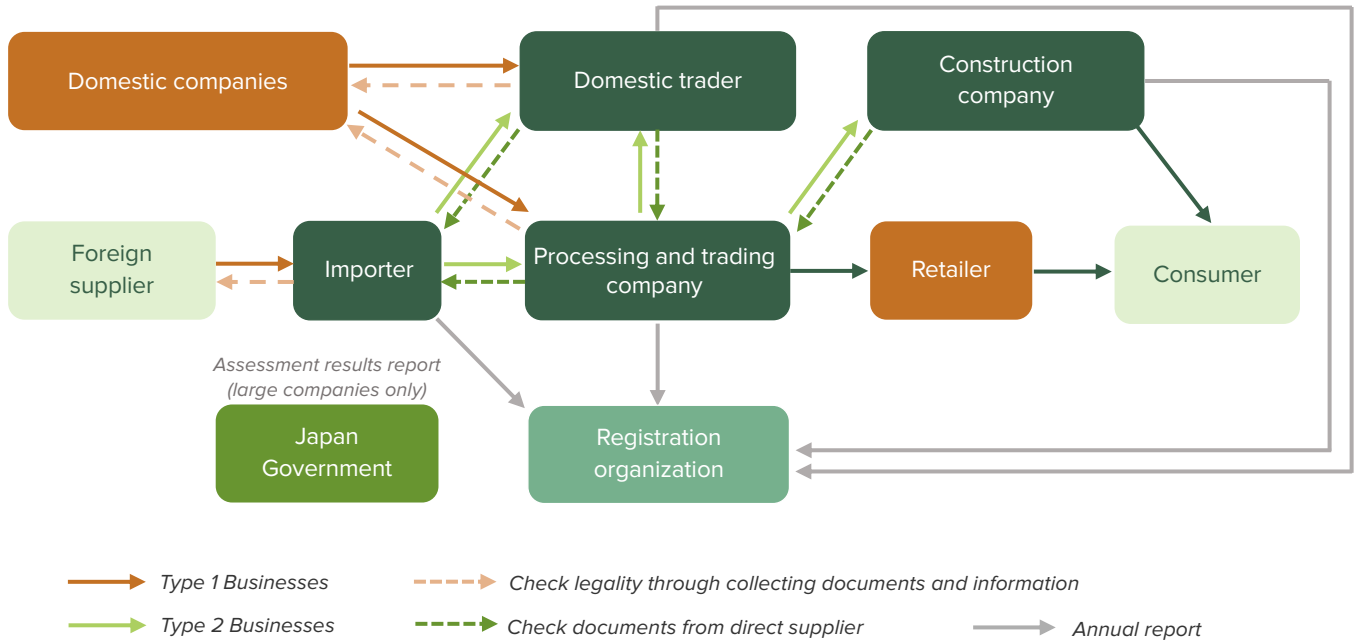 Domestic companies
Domestic trader
Construction
company
Foreign
supplier
Importer
Processing and trading
company
Retailer
Consumer
Assessment results report
(large companies only)
Japan
Government
Registration
organization
Type 1 Businesses
Check legality through collecting documents and information
Type 2 Businesses
Check documents from direct supplier
Annual report